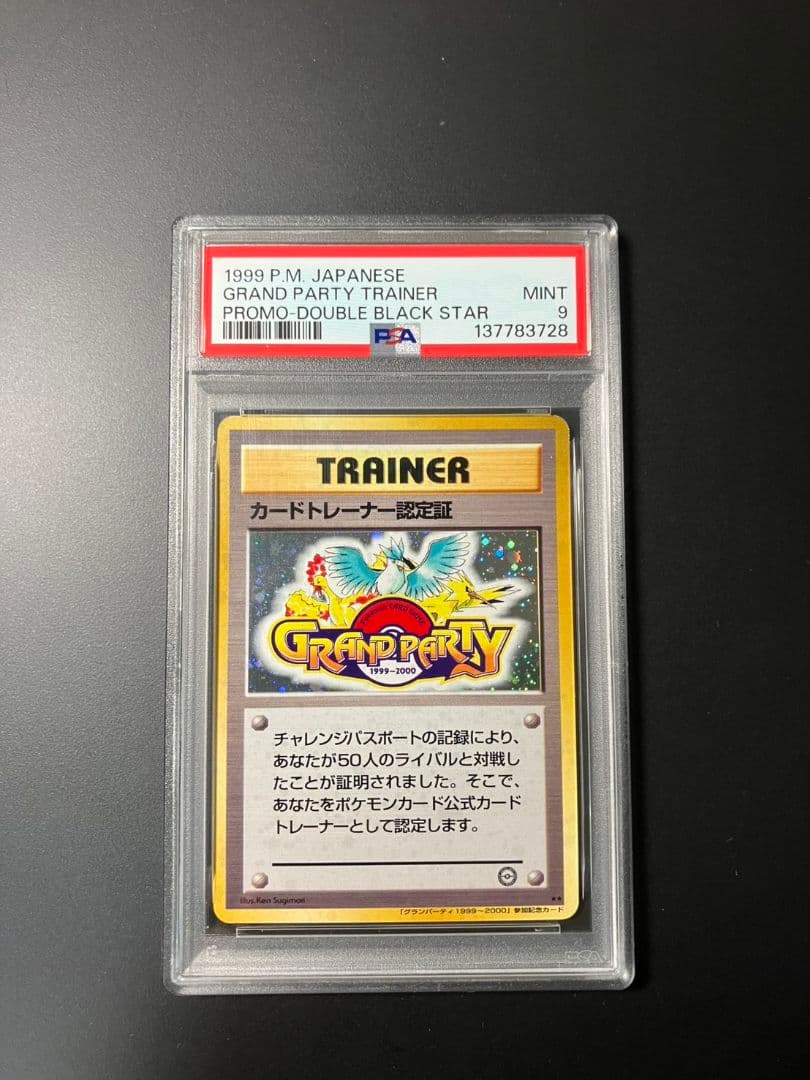 1999 P.M. JAPANESE
GRAND PARTY TRAINER MINT
PROMO-DOUBLE BLACK STAR 9
PSA 137783728
TRAINER
カードトレーナー認定証
POKÉMON CARD GAME
GRAND PARTY
1999-2000
チャレンジパスポートの記録により、
あなたが50人のライバルと対戦し
たことが証明されました。そこで、
あなたをポケモンカード公式カード
トレーナーとして認定します。
Illus.Ken Sugimori ★★
「グランパーティ1999〜2000」参加記念カード
PSA